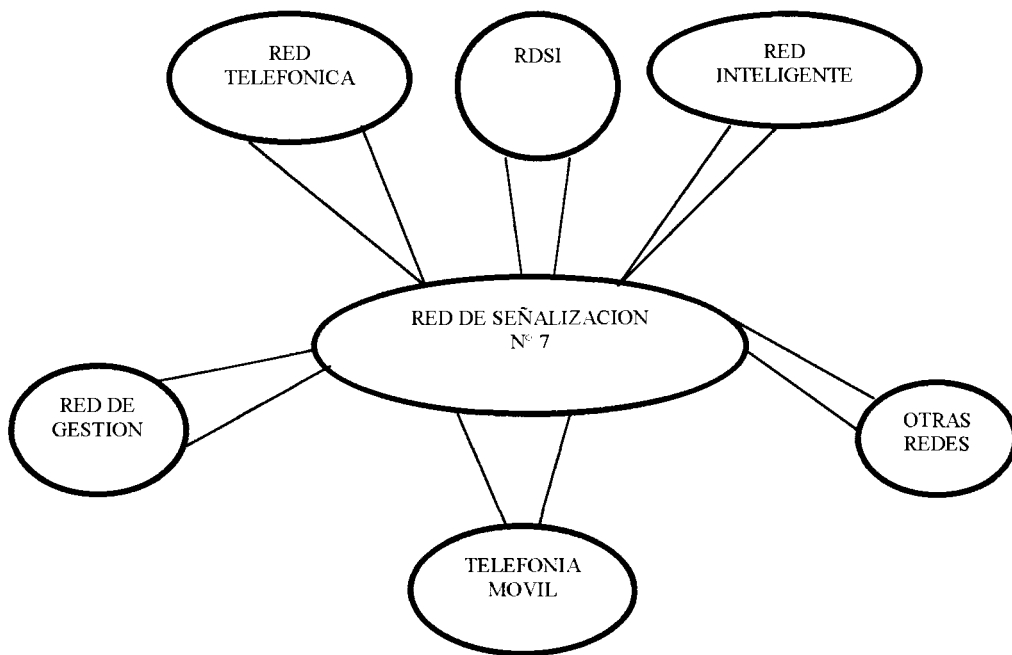 RED
TELEFONICA
RDSI
RED
INTELIGENTE
RED DE SEÑALIZACION
Nº 7
RED DE
GESTION
OTRAS
REDES
TELEFONIA
MOVIL